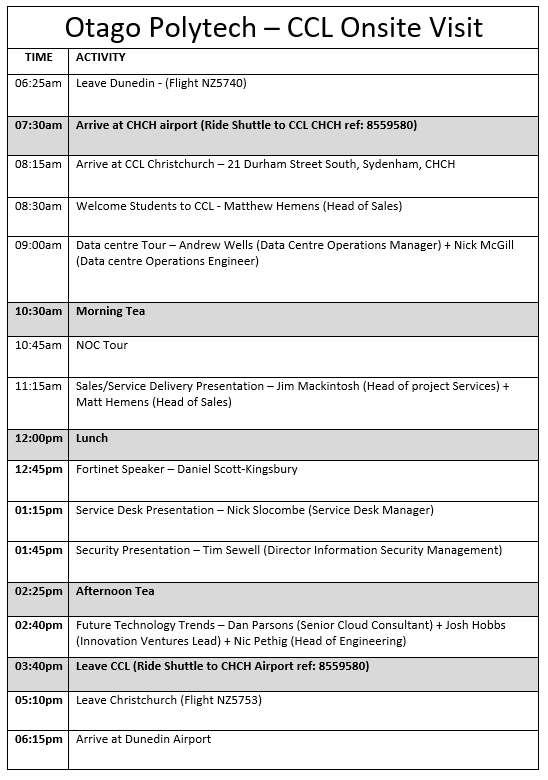 Otago Polytech – CCL Onsite Visit
TIME ACTIVITY
06:25am Leave Dunedin - (Flight NZ5740)
07:30am Arrive at CHCH airport (Ride Shuttle to CCL CHCH ref: 8559580)
08:15am Arrive at CCL Christchurch – 21 Durham Street South, Sydenham, CHCH
08:30am Welcome Students to CCL - Matthew Hemens (Head of Sales)
09:00am Data centre Tour – Andrew Wells (Data Centre Operations Manager) + Nick McGill
(Data centre Operations Engineer)
10:30am Morning Tea
10:45am NOC Tour
11:15am Sales/Service Delivery Presentation – Jim Mackintosh (Head of project Services) +
Matt Hemens (Head of Sales)
12:00pm Lunch
12:45pm Fortinet Speaker – Daniel Scott-Kingsbury
01:15pm Service Desk Presentation – Nick Slocombe (Service Desk Manager)
01:45pm Security Presentation – Tim Sewell (Director Information Security Management)
02:25pm Afternoon Tea
02:40pm Future Technology Trends – Dan Parsons (Senior Cloud Consultant) + Josh Hobbs
(Innovation Ventures Lead) + Nic Pethig (Head of Engineering)
03:40pm Leave CCL (Ride Shuttle to CHCH Airport ref: 8559580)
05:10pm Leave Christchurch (Flight NZ5753)
06:15pm Arrive at Dunedin Airport